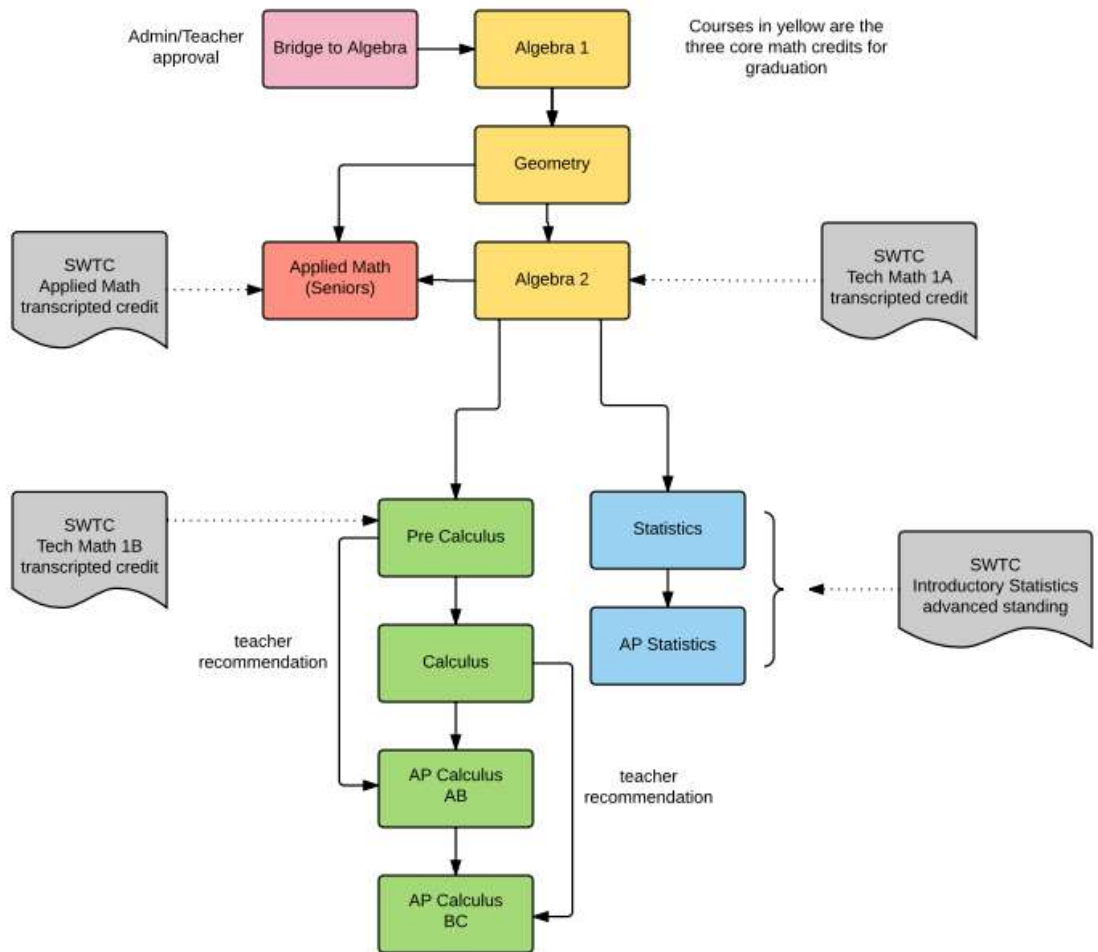 Admin/Teacher
approval
Bridge to Algebra
Algebra 1
Courses in yellow are the
three core math credits for
graduation
Geometry
SWTC
Applied Math
transcripted credit
Applied Math
(Seniors)
Algebra 2
SWTC
Tech Math 1A
transcripted credit
SWTC
Tech Math 1B
transcripted credit
Pre Calculus
Statistics
SWTC
Introductory Statistics
advanced standing
teacher
recommendation
Calculus
AP Statistics
AP Calculus
AB
teacher
recommendation
AP Calculus
BC